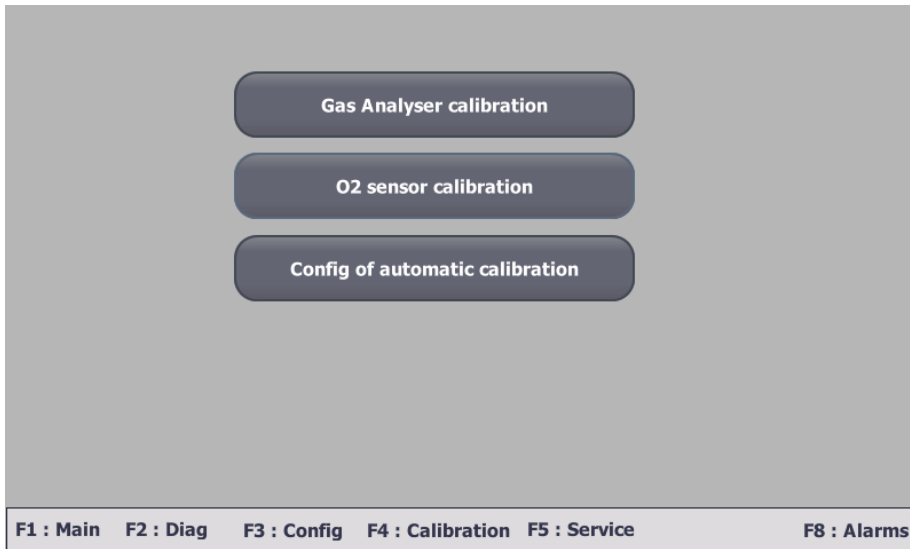 Gas Analyser calibration
O2 sensor calibration
Config of automatic calibration
F1 : Main F2 : Diag F3 : Config F4 : Calibration F5 : Service F8 : Alarms